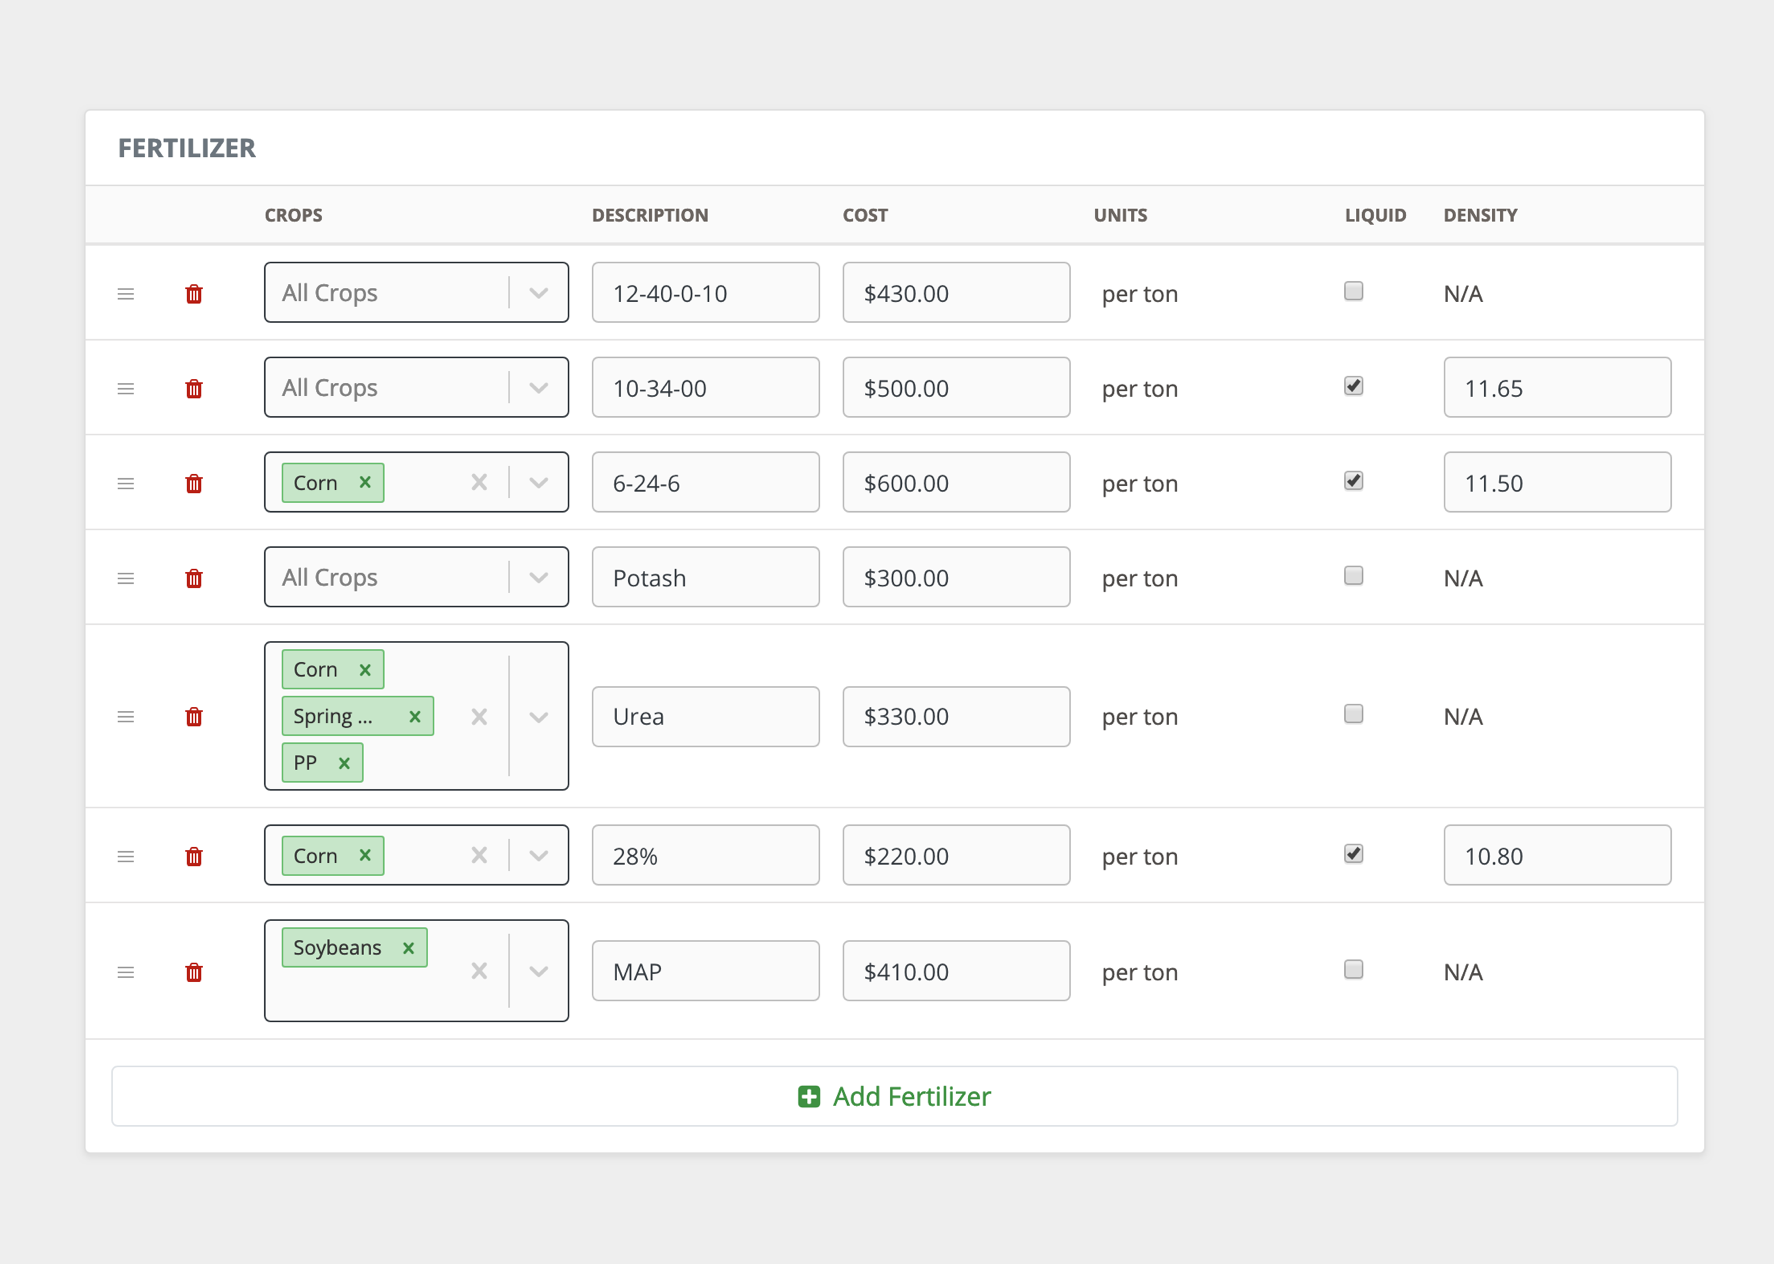 FERTILIZER
CROPS DESCRIPTION COST UNITS LIQUID DENSITY
All Crops 12-40-0-10 $430.00 per ton N/A
All Crops 10-34-00 $500.00 per ton 11.65
Corn 6-24-6 $600.00 per ton 11.50
All Crops Potash $300.00 per ton N/A
Corn
Spring ... Urea $330.00 per ton N/A
PP
Corn 28% $220.00 per ton 10.80
Soybeans MAP $410.00 per ton N/A
Add Fertilizer